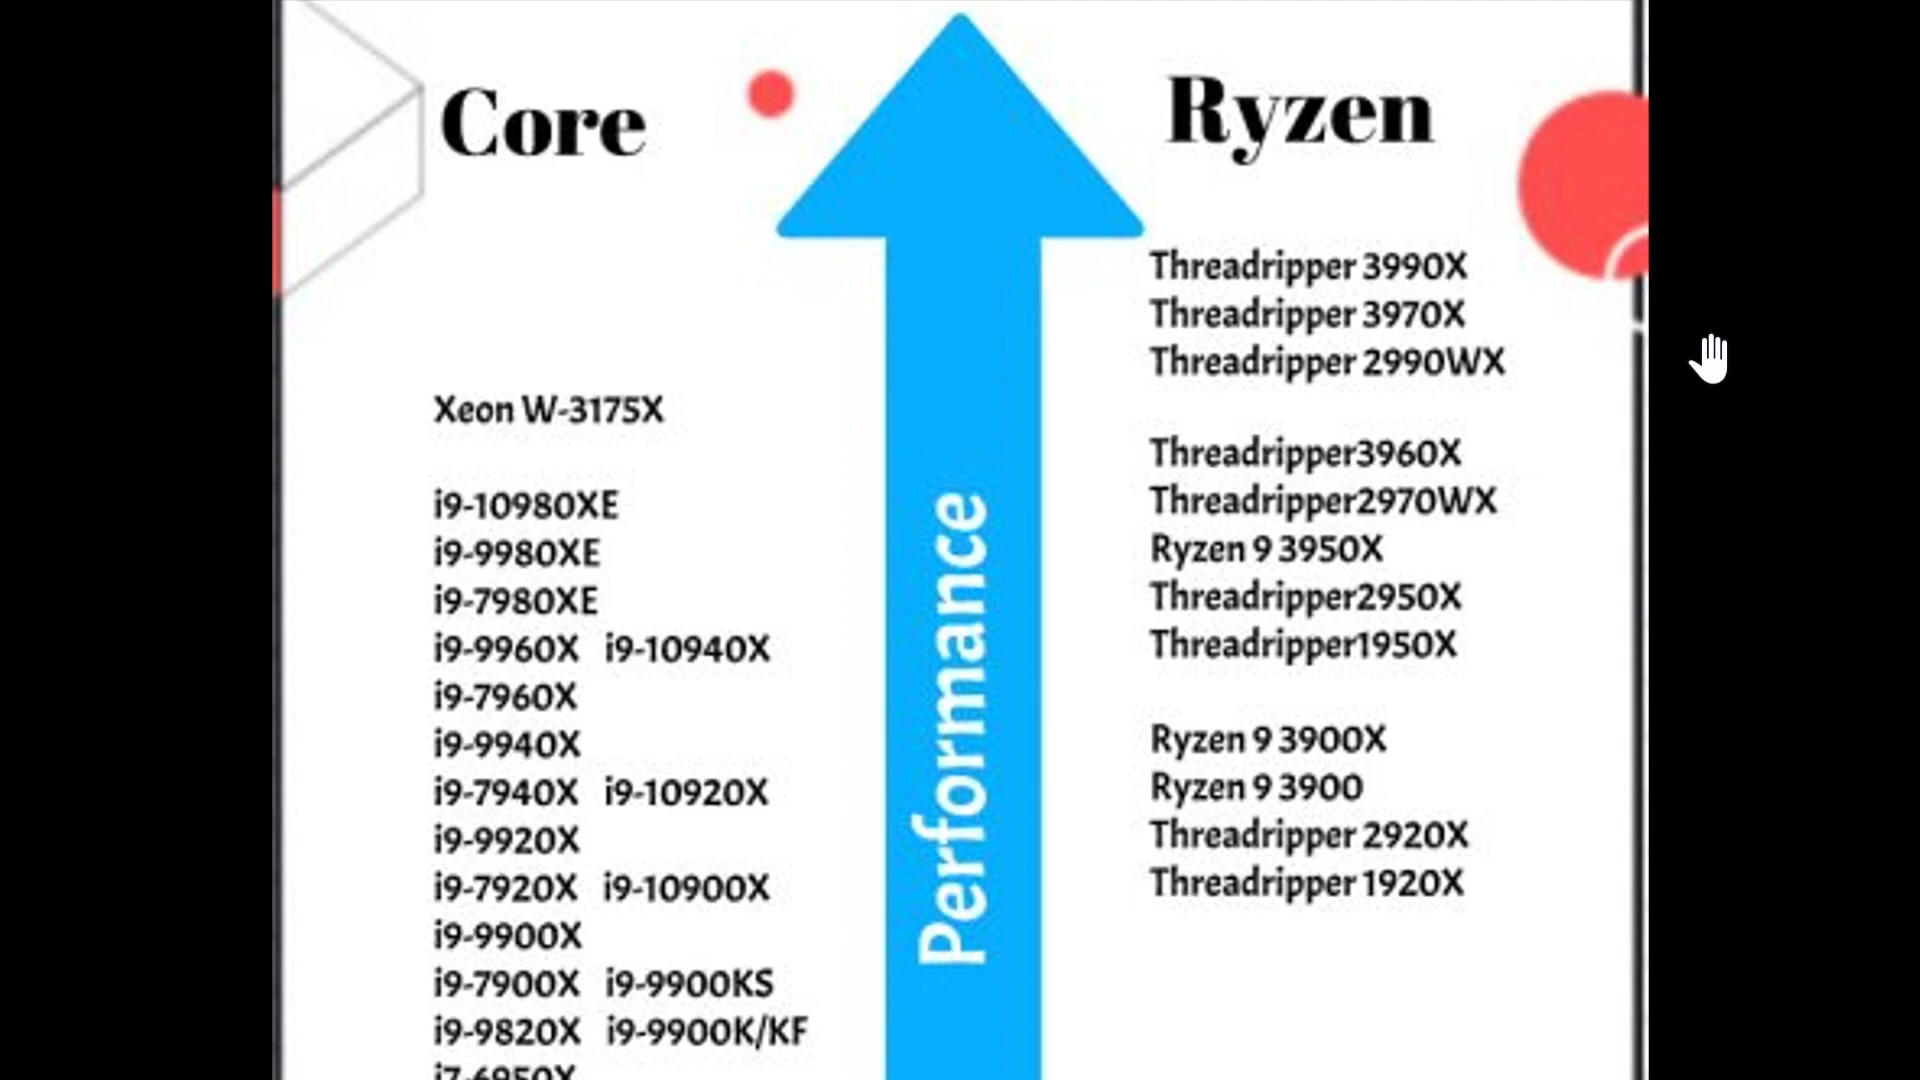 Core
Xeon W-3175X
i9-10980XE
i9-9980XE
i9-7980XE
i9-9960X i9-10940X
i9-7960X
i9-9940X
i9-7940X i9-10920X
i9-9920X
i9-7920X i9-10900X
i9-9900X
i9-7900X i9-9900KS
i9-9820X i9-9900K/KF
i7-6950X
Performance
Ryzen
Threadripper 3990X
Threadripper 3970X
Threadripper 2990WX
Threadripper3960X
Threadripper2970WX
Ryzen 9 3950X
Threadripper2950X
Threadripper1950X
Ryzen 9 3900X
Ryzen 9 3900
Threadripper 2920X
Threadripper 1920X